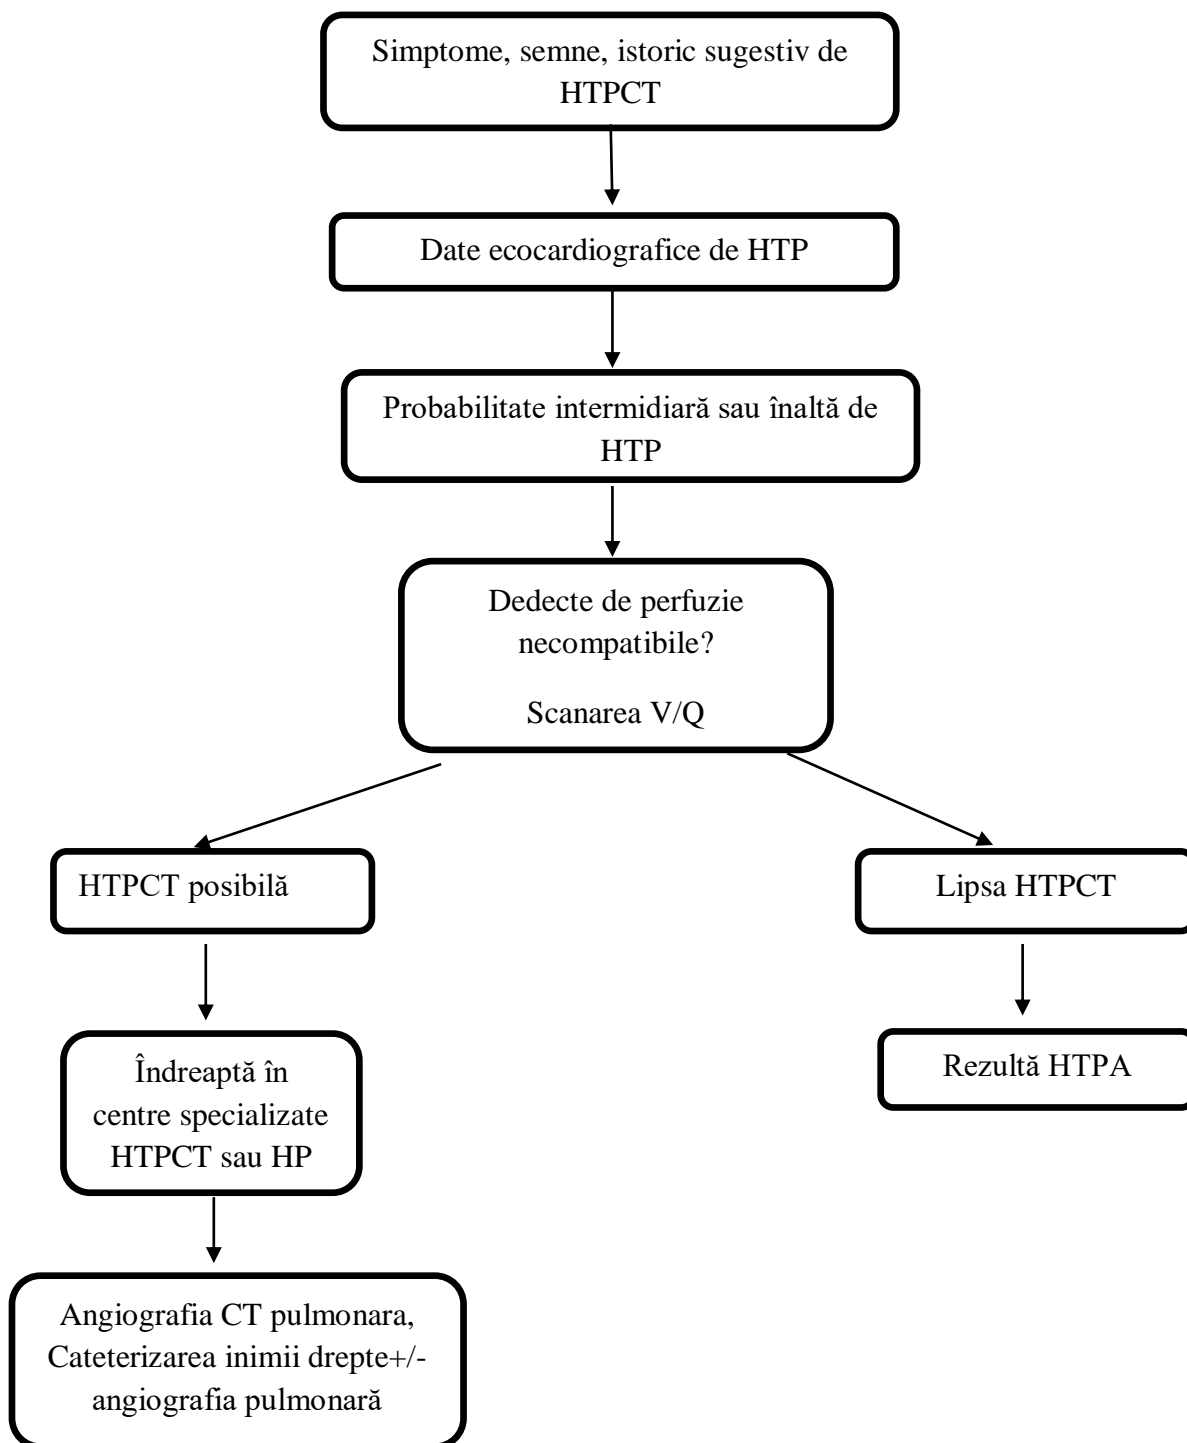 Simptome, semne, istoric sugestiv de
HTPCT
Date ecocardiografice de HTP
Probabilitate intermidiară sau înaltă de
HTP
Dedecte de perfuzie
necompatibile?
Scanarea V/Q
HTPCT posibilă
Lipsa HTPCT
Îndreaptă în
centre specializate
HTPCT sau HP
Rezultă HTPA
Angiografia CT pulmonara,
Cateterizarea inimii drepte+/-
angiografia pulmonară